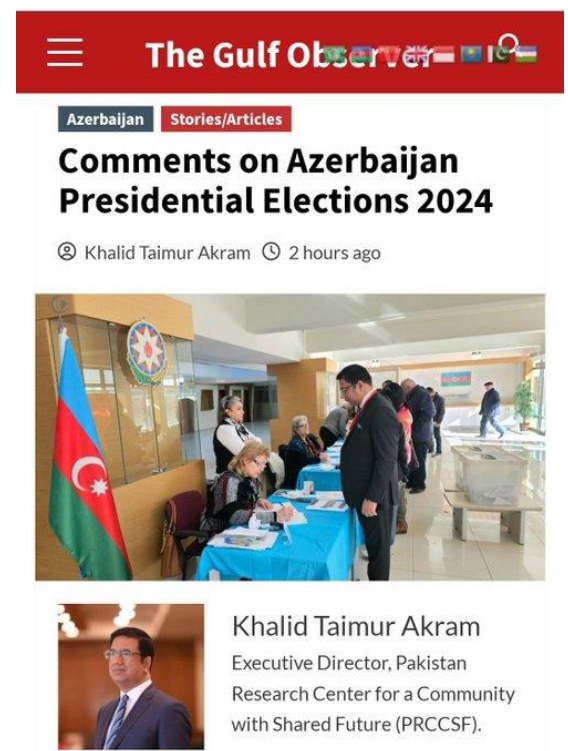 The Gulf Observer
Azerbaijan Stories/Articles
Comments on Azerbaijan
Presidential Elections 2024
Khalid Taimur Akram 2 hours ago
Khalid Taimur Akram
Executive Director, Pakistan
Research Center for a Community
with Shared Future (PRCCSF).